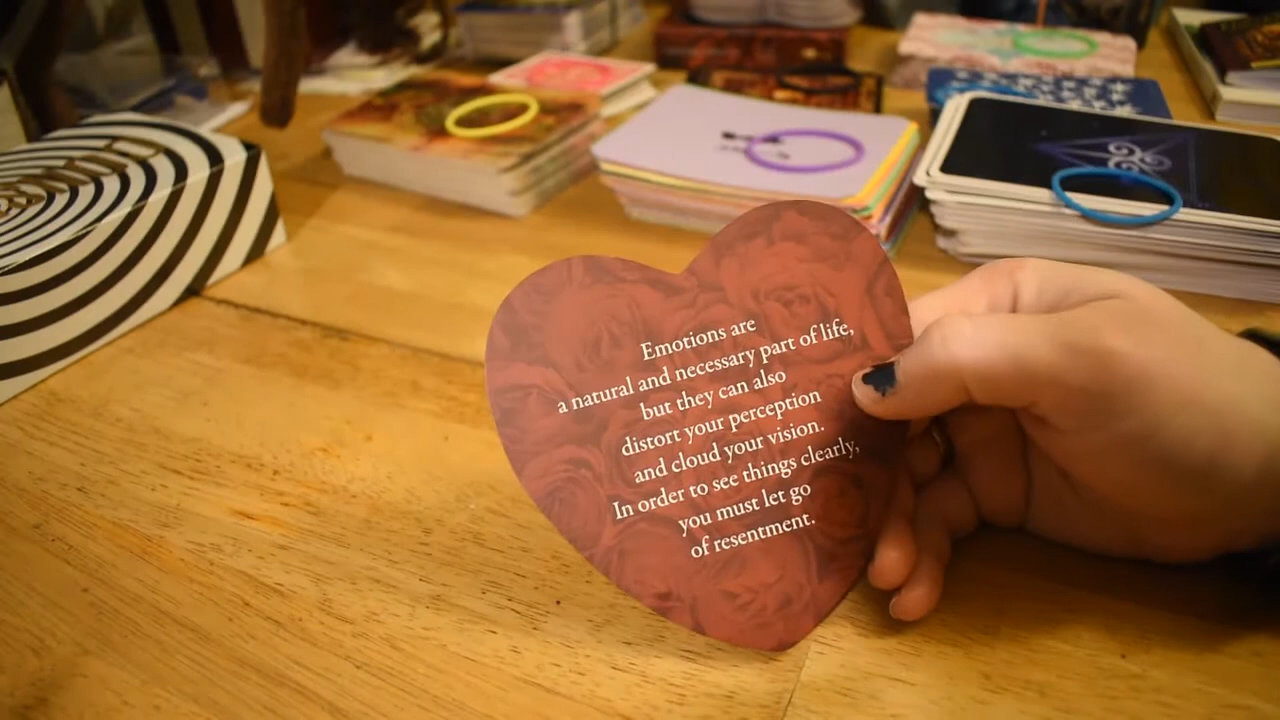 Emotions are
a natural and necessary part of life,
but they can also
distort your perception
and cloud your vision.
In order to see things clearly,
you must let go
of resentment.